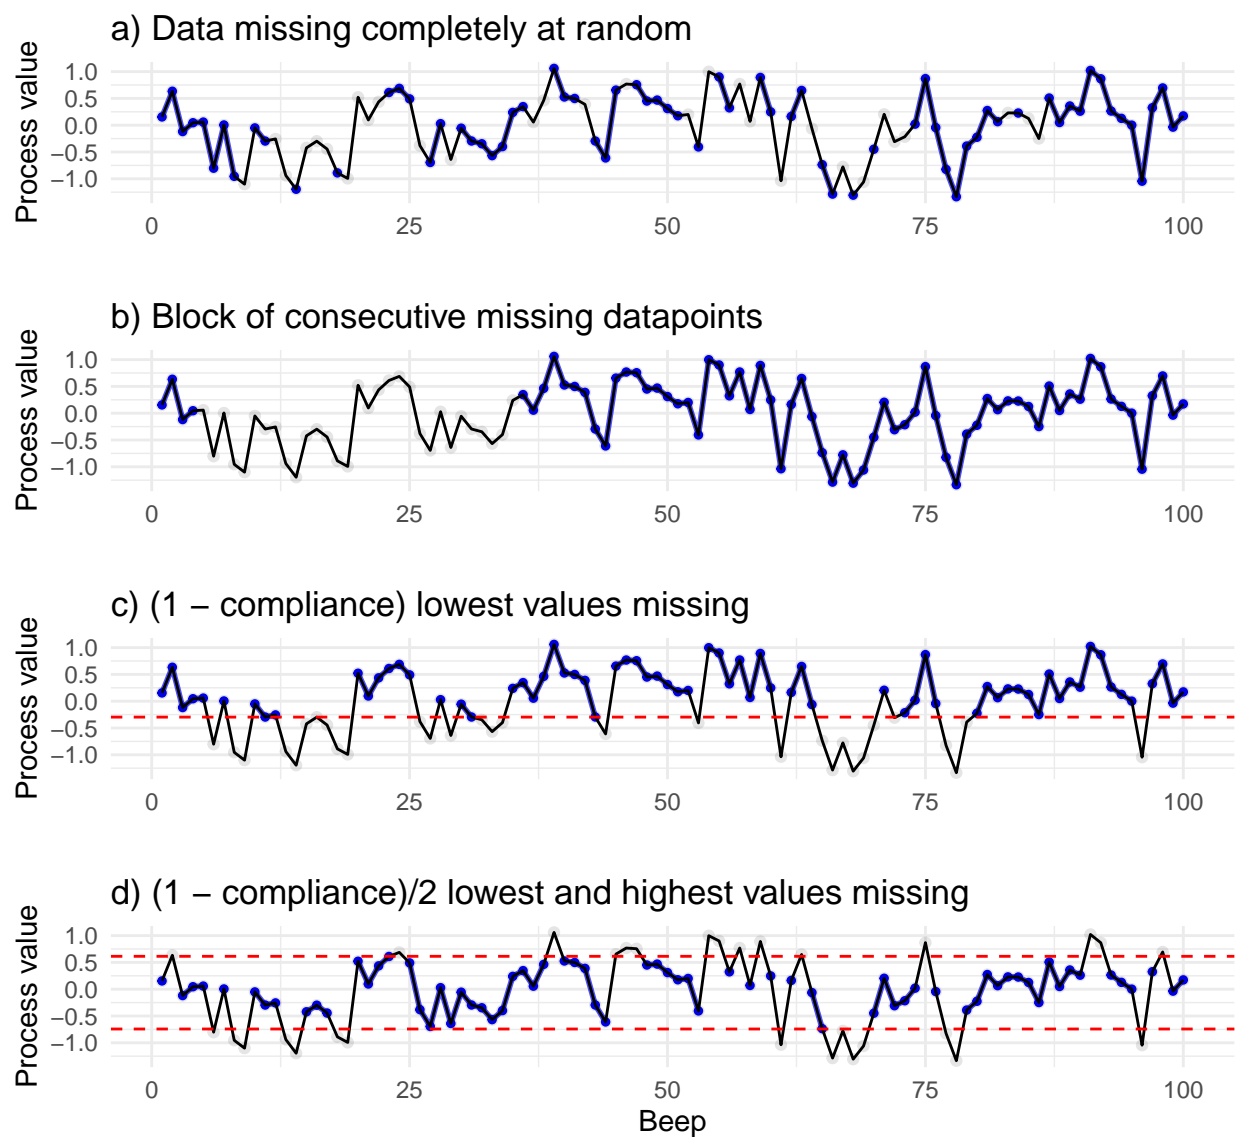 a) Data missing completely at random
Process value
1.0
0.5
0.0
−0.5
−1.0
0 25 50 75 100
b) Block of consecutive missing datapoints
Process value
1.0
0.5
0.0
−0.5
−1.0
0 25 50 75 100
c) (1 − compliance) lowest values missing
Process value
1.0
0.5
0.0
−0.5
−1.0
0 25 50 75 100
d) (1 − compliance)/2 lowest and highest values missing
Process value
1.0
0.5
0.0
−0.5
−1.0
0 25 50 75 100
Beep